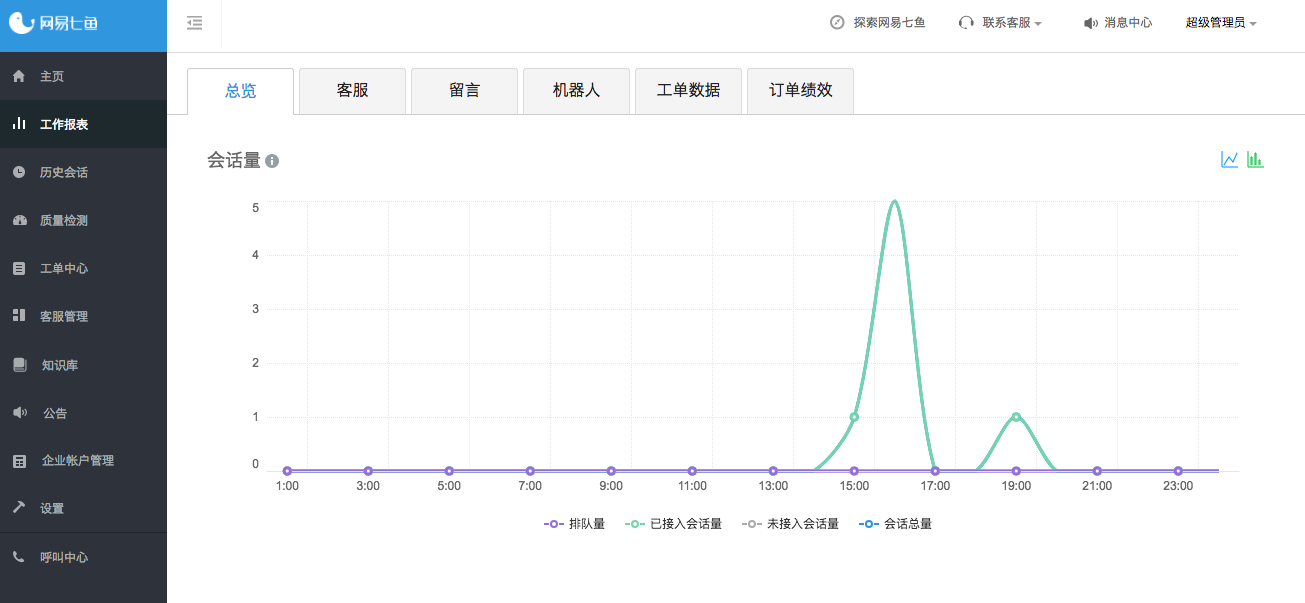 网易七鱼
探索网易七鱼
联系客服
消息中心
超级管理员
主页
工作报表
历史会话
质量检测
工单中心
客服管理
知识库
公告
企业帐户管理
设置
呼叫中心
总览
客服
留言
机器人
工单数据
订单绩效
会话量
5
4
3
2
1
0
1:00 3:00 5:00 7:00 9:00 11:00 13:00 15:00 17:00 19:00 21:00 23:00
排队量 已接入会话量 未接入会话量 会话总量